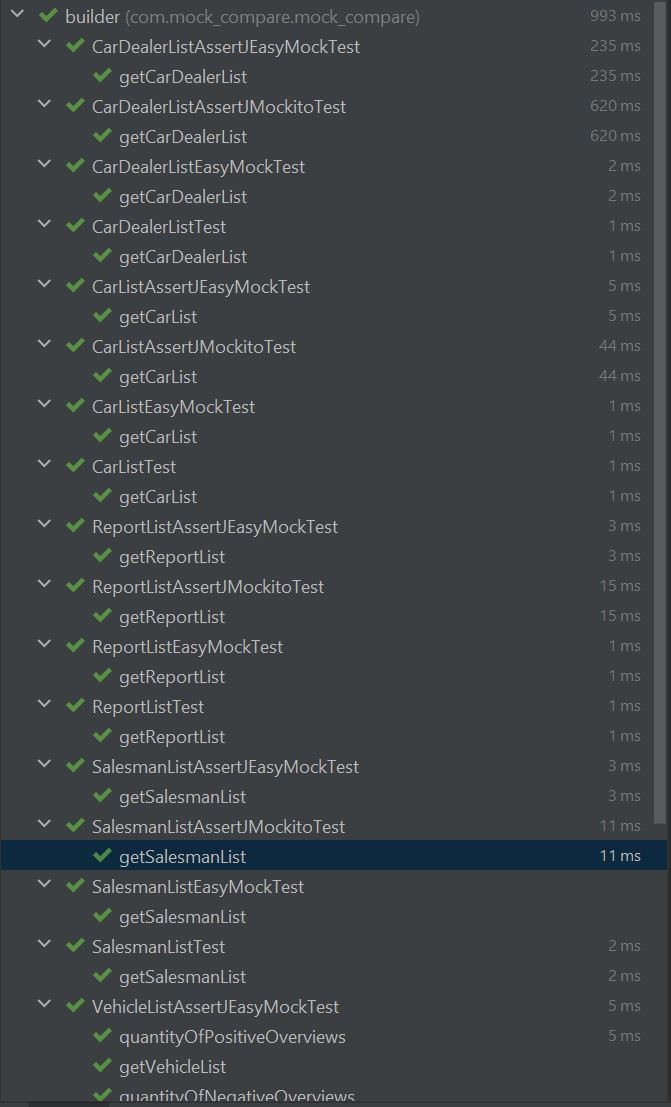 builder (com.mock_compare.mock_compare) 993 ms
CarDealerListAssertJEasyMockTest 235 ms
getCarDealerList 235 ms
CarDealerListAssertJMockitoTest 620 ms
getCarDealerList 620 ms
CarDealerListEasyMockTest 2 ms
getCarDealerList 2 ms
CarDealerListTest 1 ms
getCarDealerList 1 ms
CarListAssertJEasyMockTest 5 ms
getCarList 5 ms
CarListAssertJMockitoTest 44 ms
getCarList 44 ms
CarListEasyMockTest 1 ms
getCarList 1 ms
CarListTest 1 ms
getCarList 1 ms
ReportListAssertJEasyMockTest 3 ms
getReportList 3 ms
ReportListAssertJMockitoTest 15 ms
getReportList 15 ms
ReportListEasyMockTest 1 ms
getReportList 1 ms
ReportListTest 1 ms
getReportList 1 ms
SalesmanListAssertJEasyMockTest 3 ms
getSalesmanList 3 ms
SalesmanListAssertJMockitoTest 11 ms
getSalesmanList 11 ms
SalesmanListEasyMockTest
getSalesmanList
SalesmanListTest 2 ms
getSalesmanList 2 ms
VehicleListAssertJEasyMockTest 5 ms
quantityOfPositiveOverviews 5 ms
getVehicleList
quantityOfNegativeOverviews